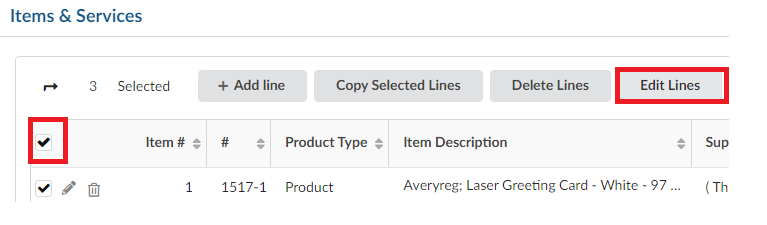 Items & Services
3 Selected + Add line Copy Selected Lines Delete Lines Edit Lines
Item # # Product Type Item Description Sup
1 1517-1 Product Averyreg; Laser Greeting Card - White - 97 ... ( Th